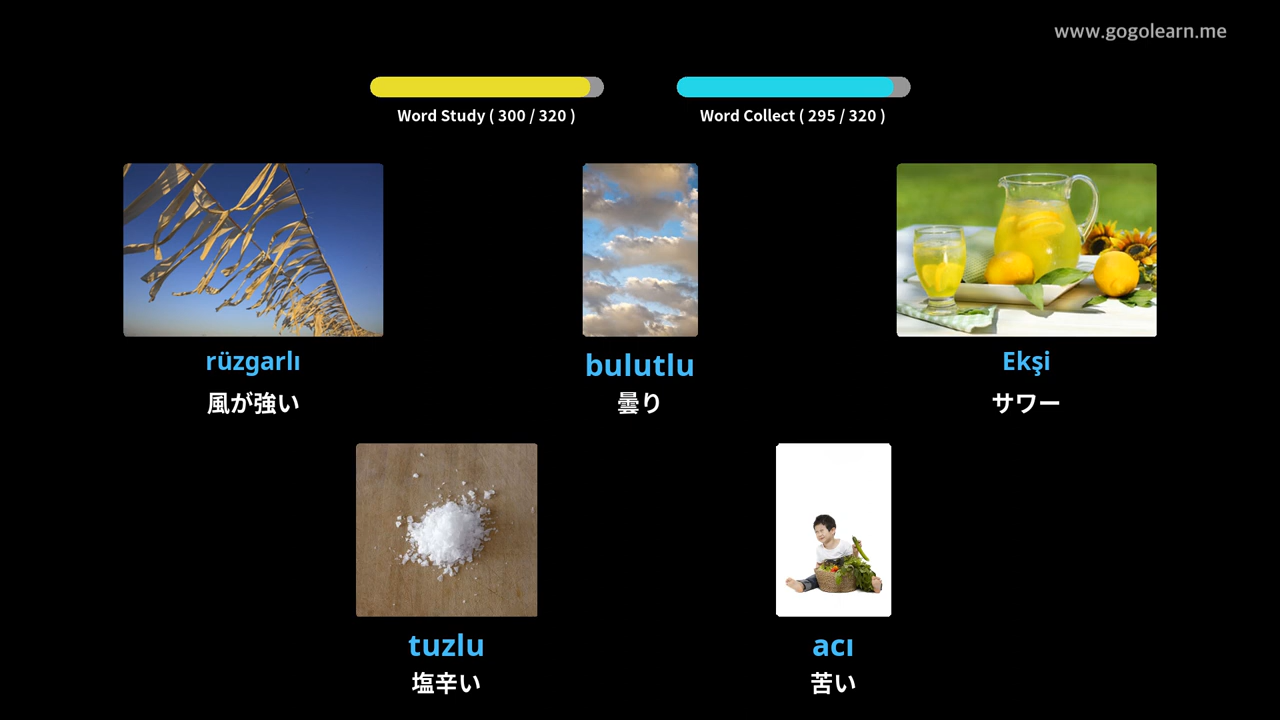 www.gogolearn.me
Word Study ( 300 / 320 )
Word Collect ( 295 / 320 )
rüzgarlı
風が強い
bulutlu
曇り
Ekşi
サワー
tuzlu
塩辛い
acı
苦い